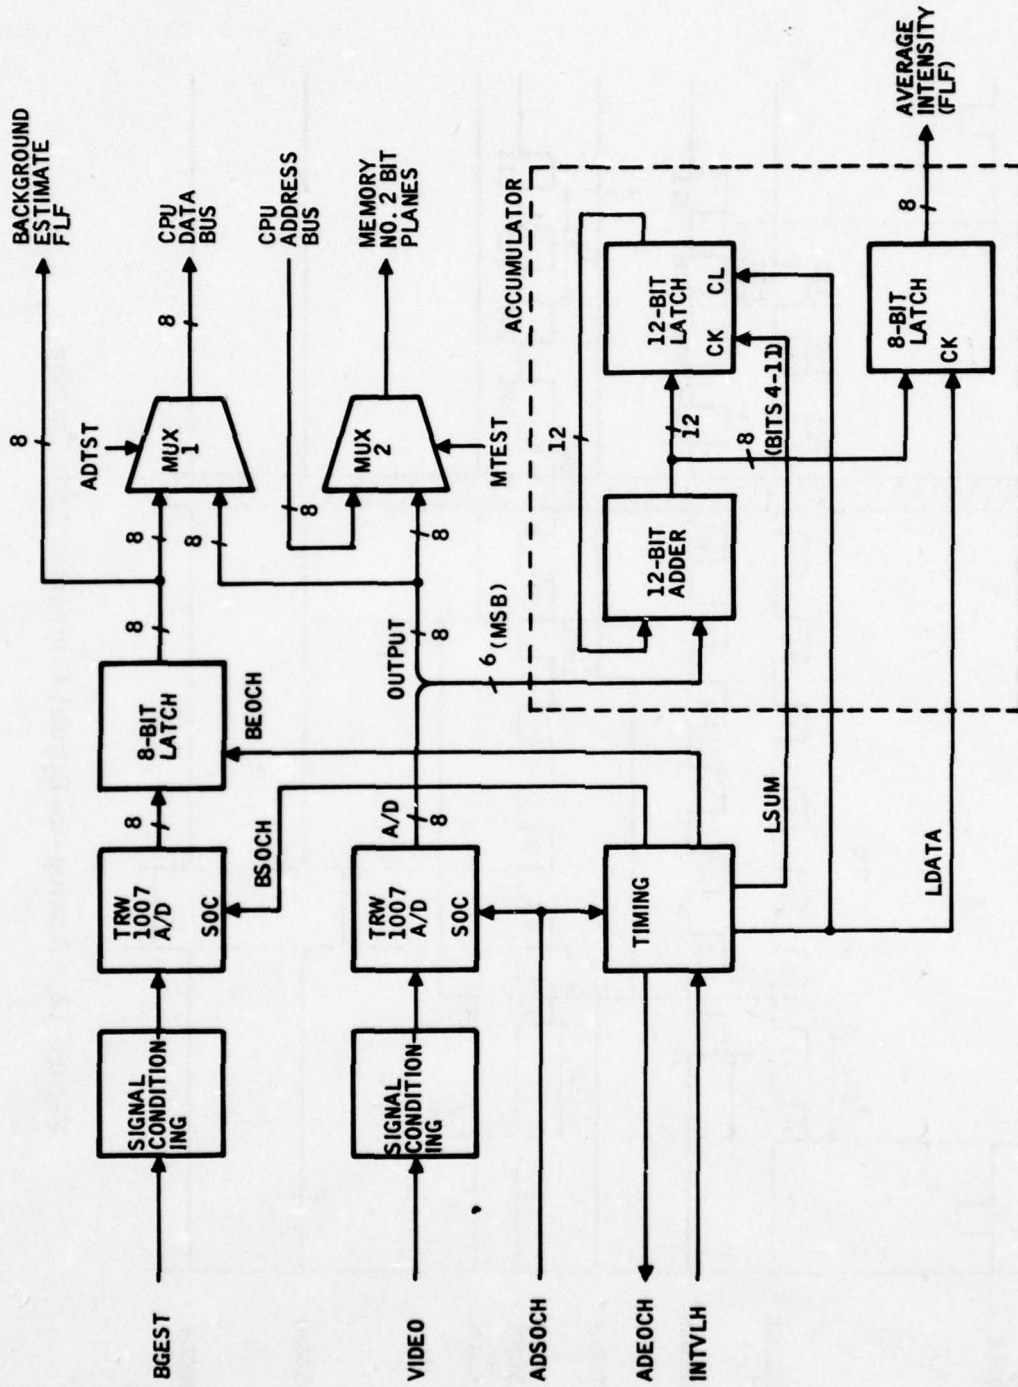 BACKGROUND
ESTIMATE
FLF
8
ADTST
CPU
DATA
BUS
8
MUX
1
8
8
CPU
ADDRESS
BUS
8
MEMORY
NO. 2 BIT
PLANES
MUX
2
MTEST
8
BGEST
SIGNAL
CONDITION
ING
TRW
1007
A/D
SOC
8
8-BIT
LATCH
8
BEOCH
BSOCH
VIDEO
SIGNAL
CONDITION-
ING
TRW
1007
A/D
SOC
A/D
8
OUTPUT
8
6 (MSB)
ADSOCH
ADEOCH
INTVLH
TIMING
LSUM
LDATA
ACCUMULATOR
12
12-BIT
ADDER
12
8
(BITS 4-11)
12-BIT
LATCH
CK CL
8-BIT
LATCH
CK
8
AVERAGE
INTENSITY
(FLF)